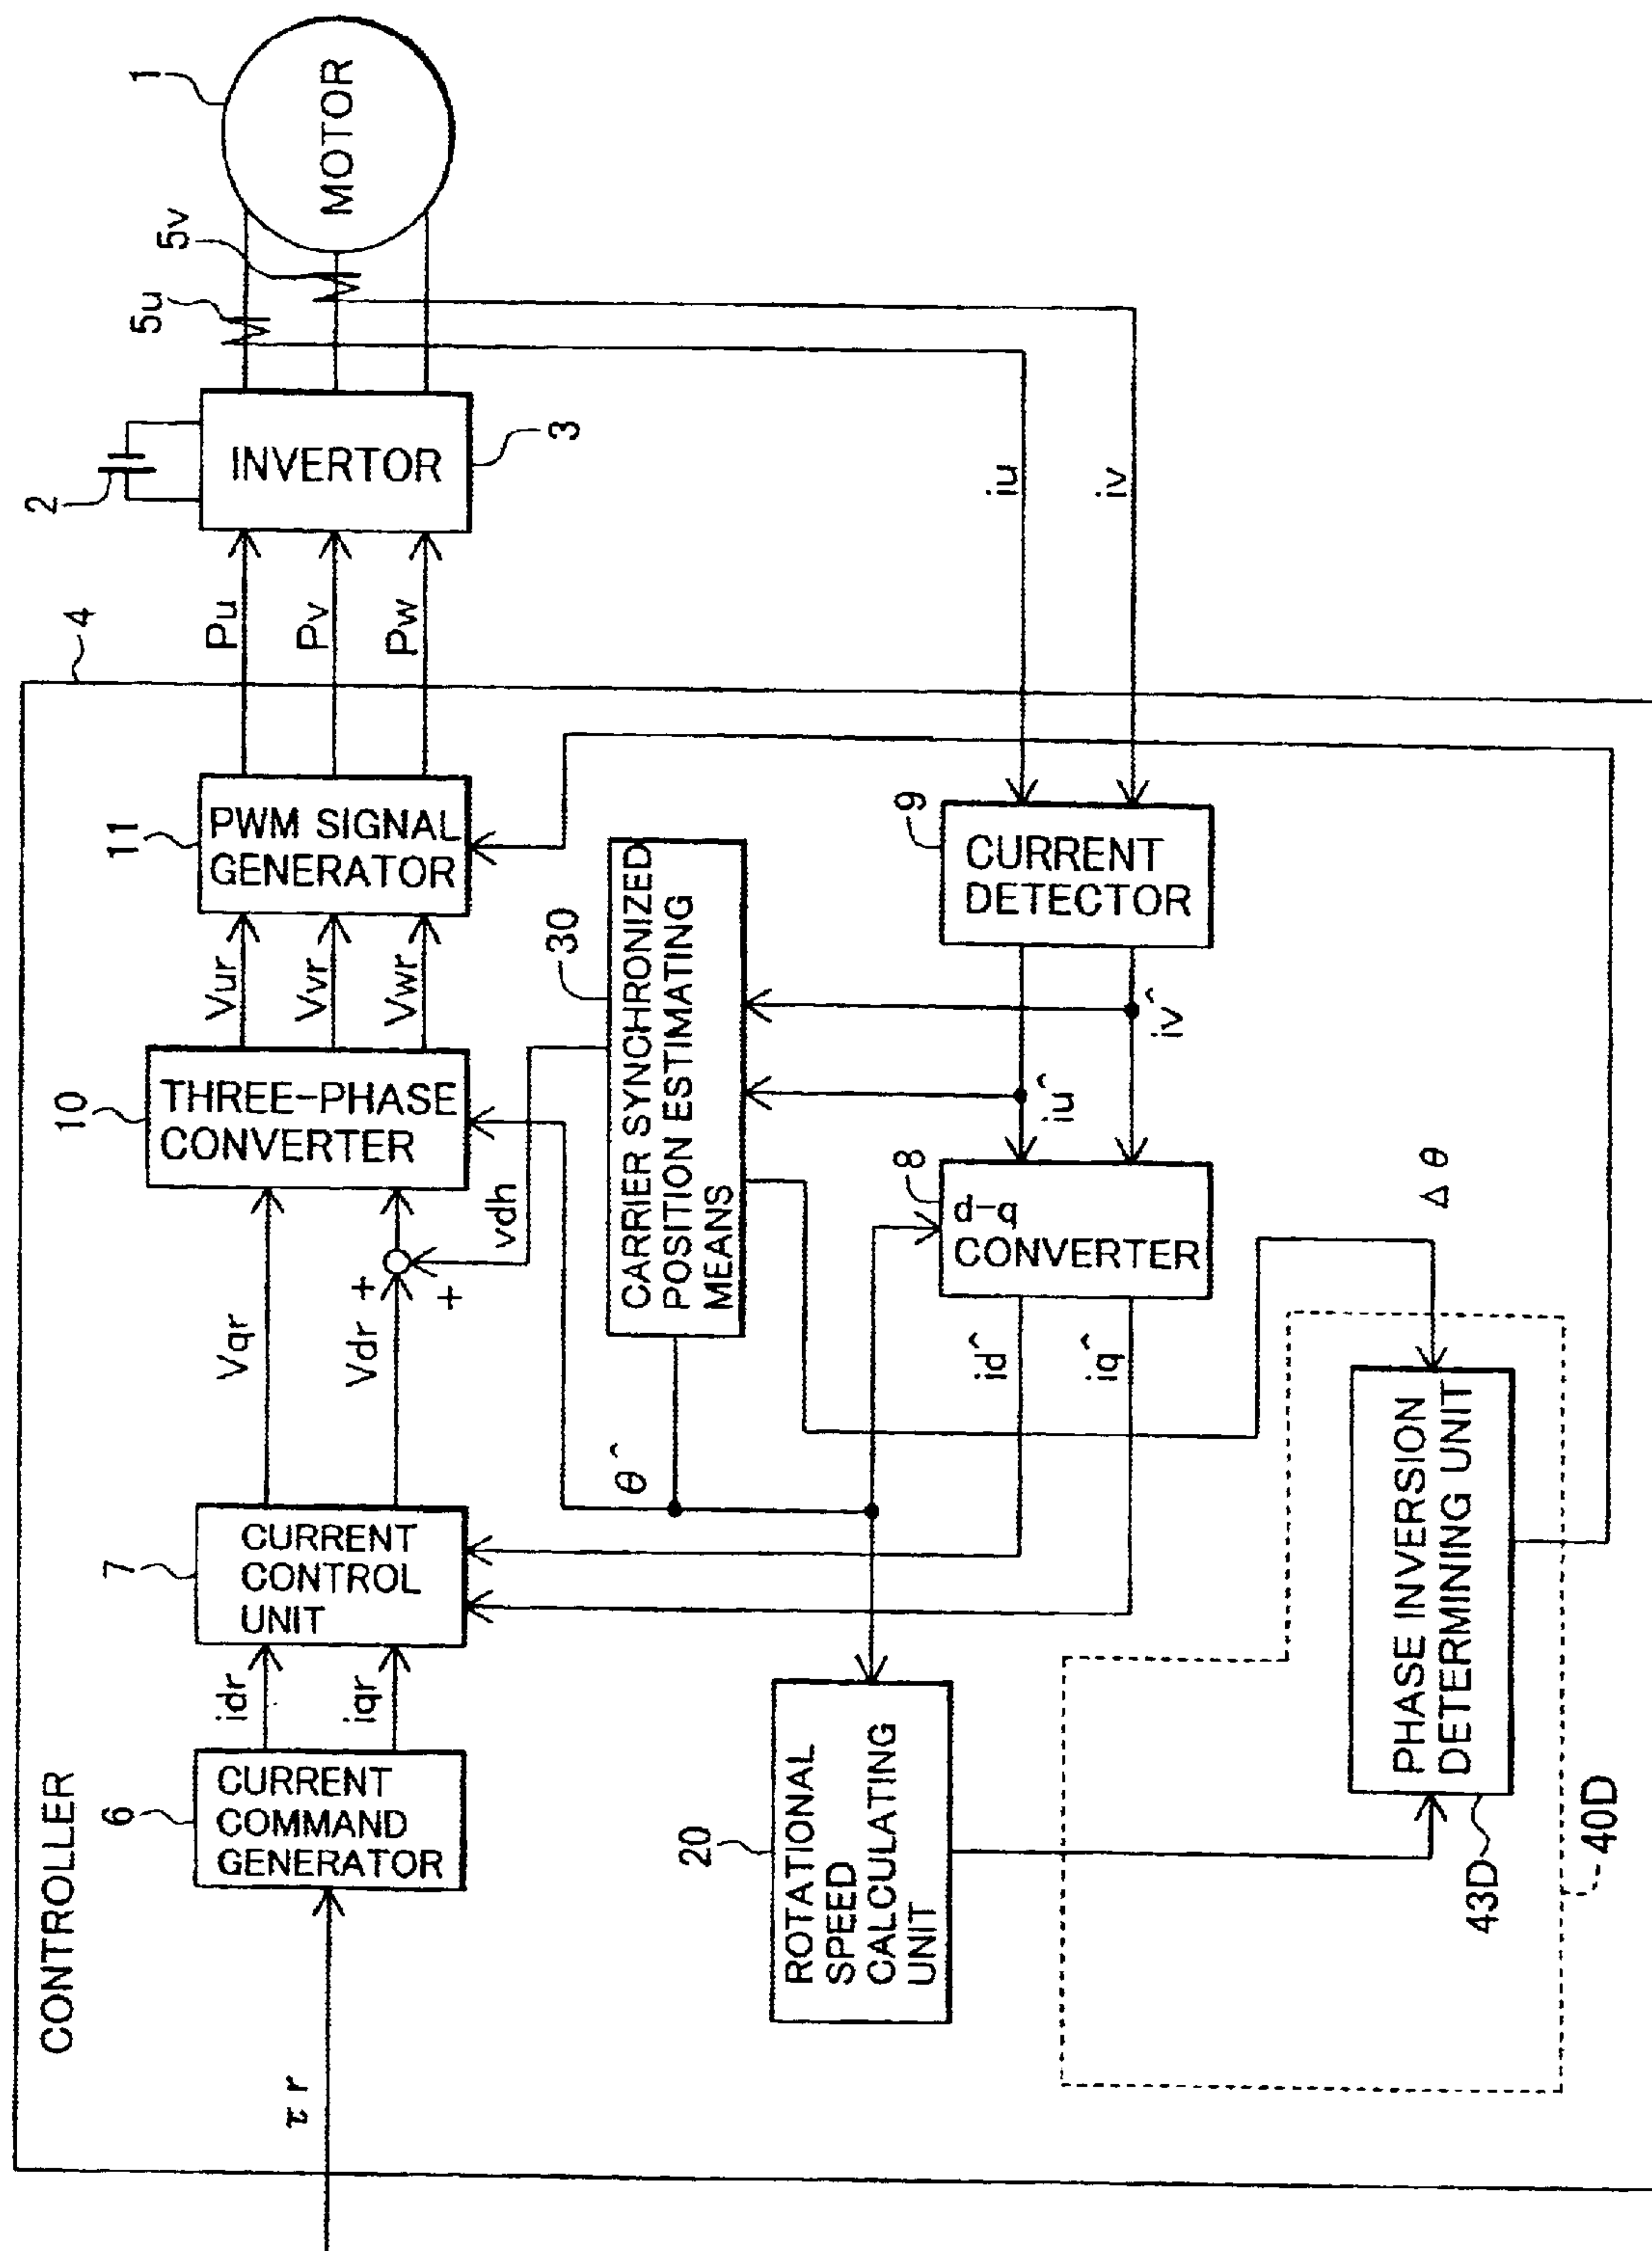 CONTROLLER
4
τ r
6
CURRENT
COMMAND
GENERATOR
idr
iqr
7
CURRENT
CONTROL
UNIT
Vqr
Vdr
+
+
vdh
10
THREE-PHASE
CONVERTER
Vur
Vvr
Vwr
11
PWM SIGNAL
GENERATOR
Pu
Pv
Pw
2
INVERTOR
3
5u
5v
1
MOTOR
θ^
30
CARRIER SYNCHRONIZED
POSITION ESTIMATING
MEANS
20
ROTATIONAL
SPEED
CALCULATING
UNIT
id^
iq^
8
d-q
CONVERTER
iu^
iv^
9
CURRENT
DETECTOR
iu
iv
Δθ
PHASE INVERSION
DETERMINING UNIT
43D
40D